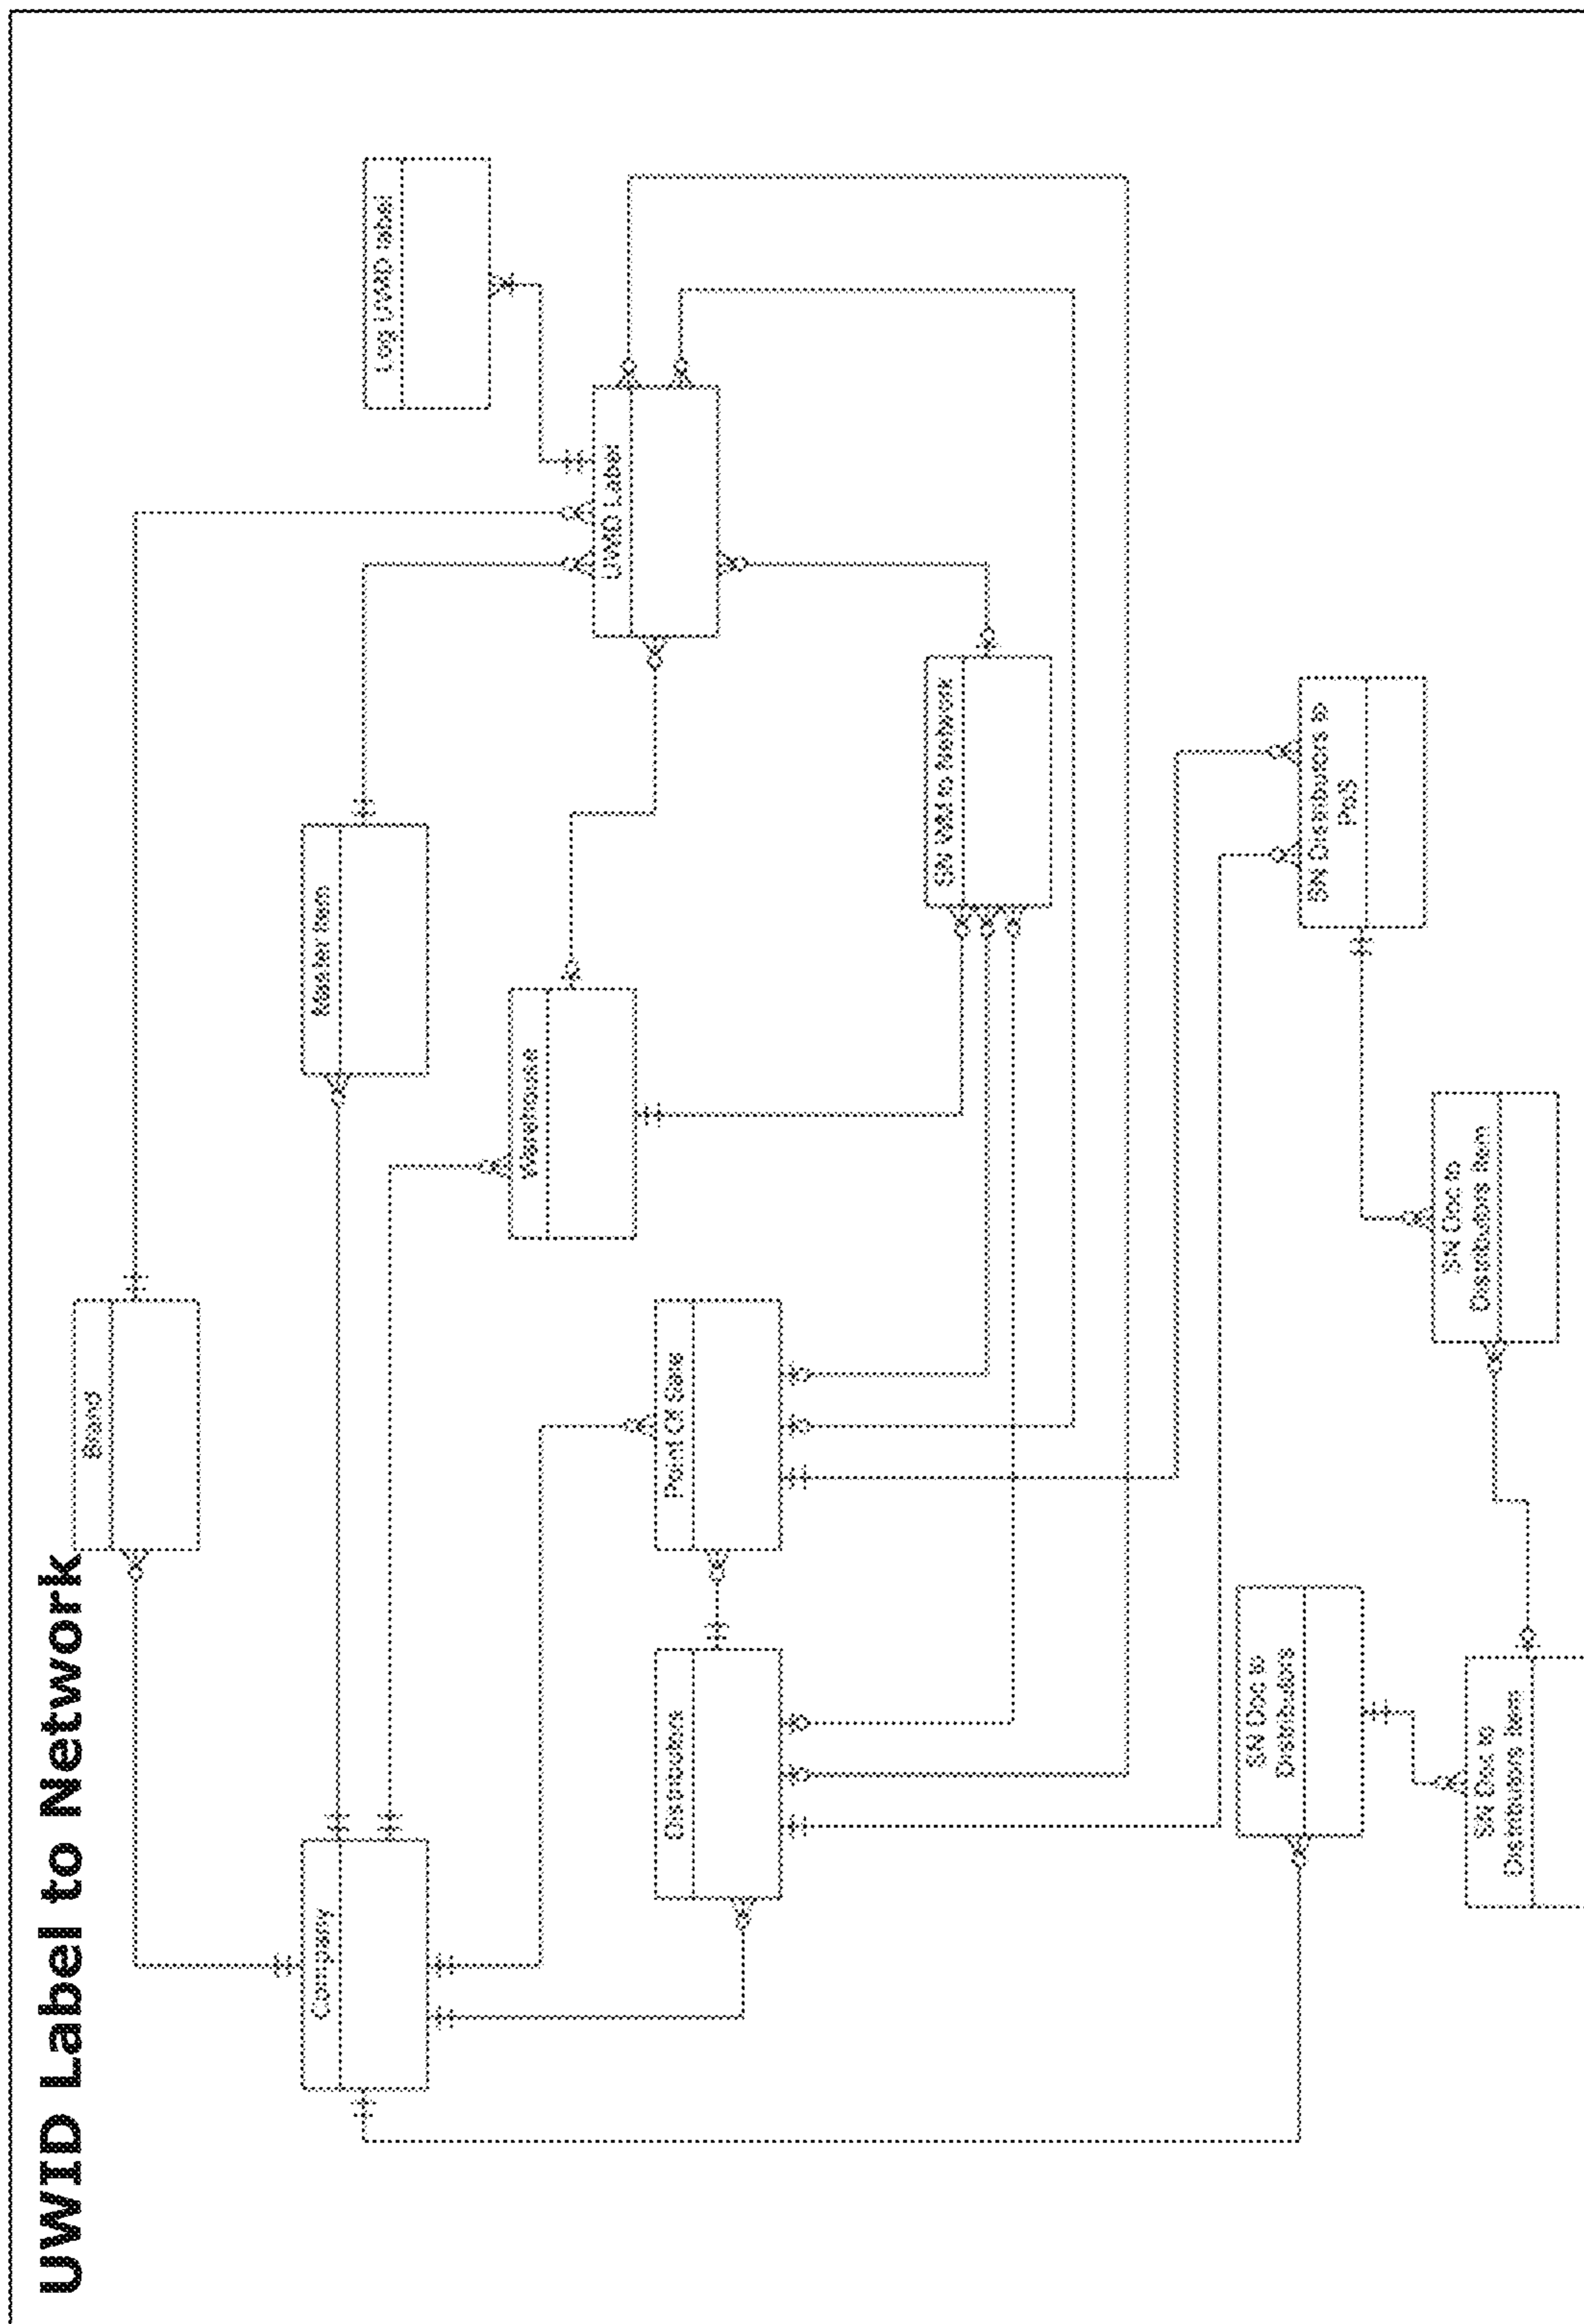 UWID Label to Network
Brand
Company
Master Item
Log UWID label
Warehouse
UWID Label
Distributors
Point Of Sale
SN WM to Network
SN Doc to
Distributors
SN Distributors to
PoS
SN Doc to
Distributors Item
SN Doc to
Distributors Item